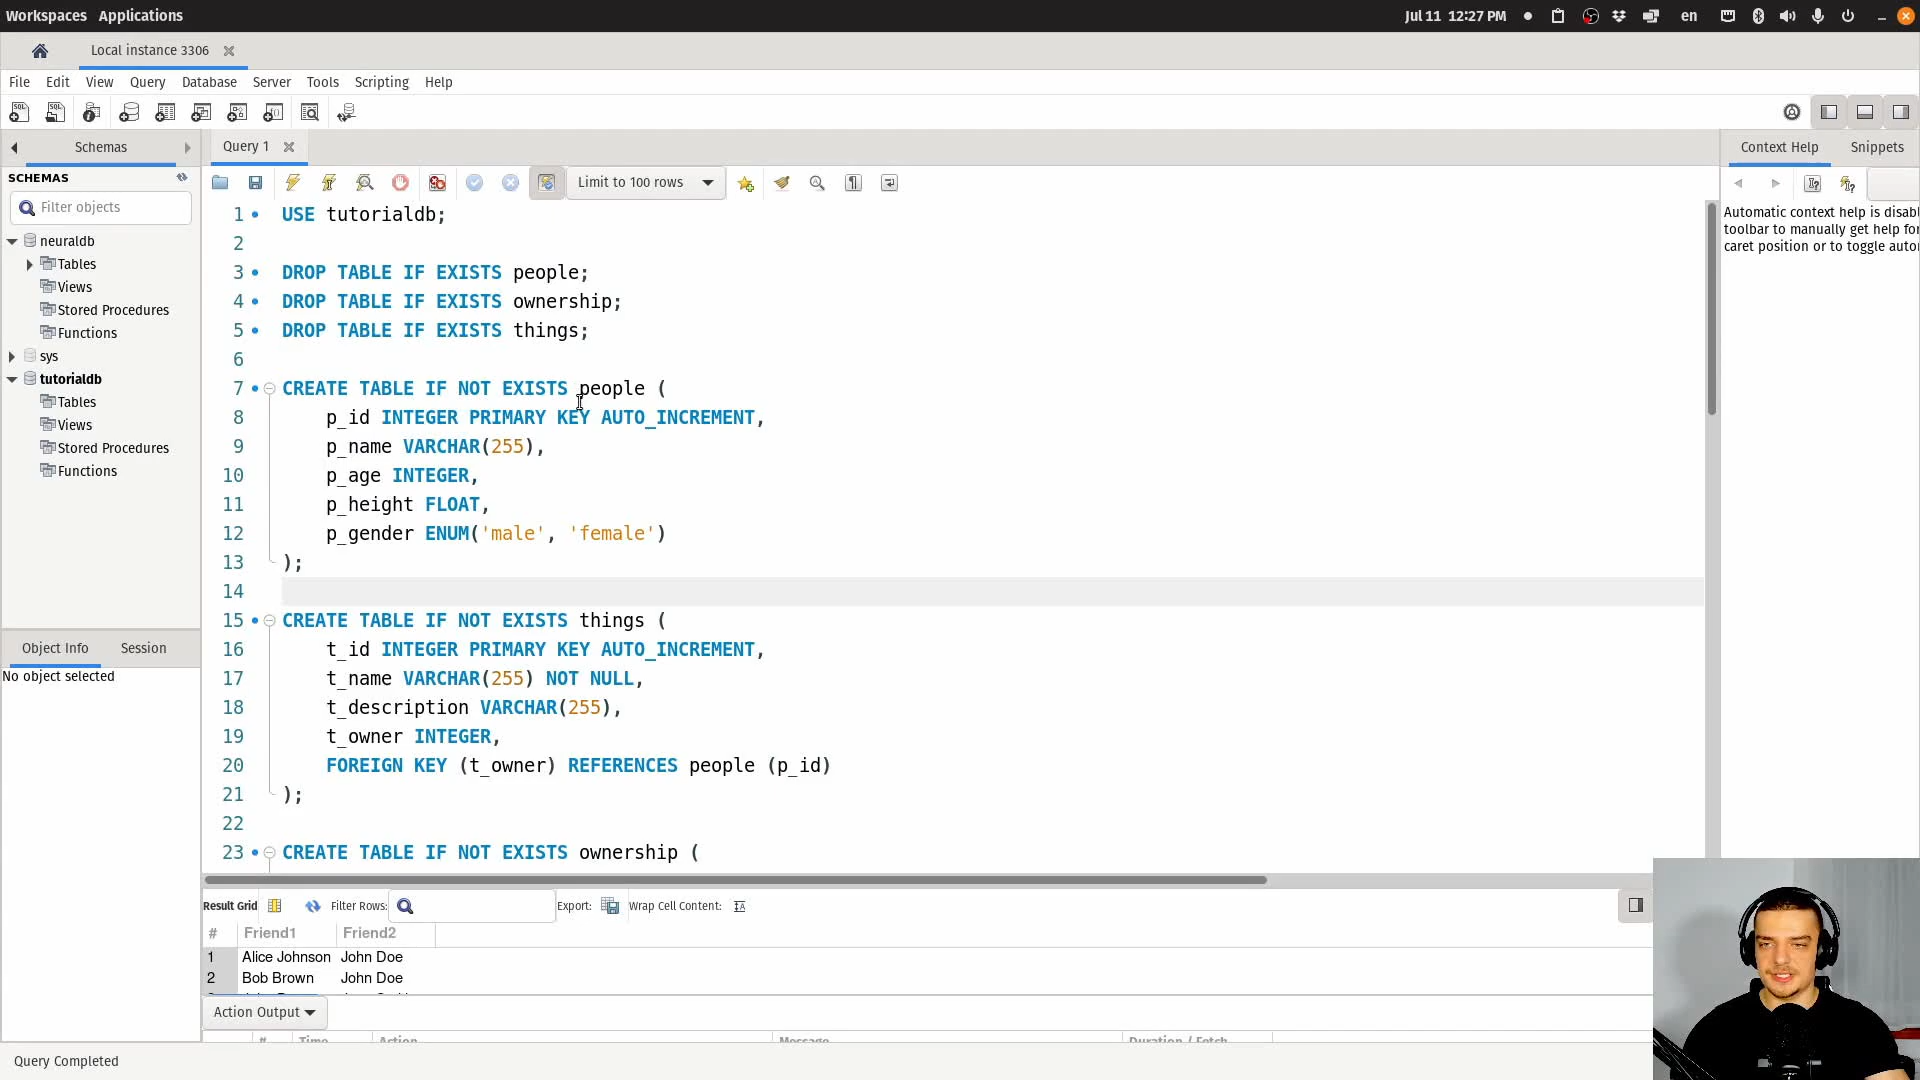 Workspaces Applications Jul 11 12:27 PM en
Local instance 3306
File Edit View Query Database Server Tools Scripting Help
Schemas
SCHEMAS
Filter objects
neuraldb
Tables
Views
Stored Procedures
Functions
sys
tutorialdb
Tables
Views
Stored Procedures
Functions
Object Info Session
No object selected
Query 1
Limit to 100 rows
1 USE tutorialdb;
2
3 DROP TABLE IF EXISTS people;
4 DROP TABLE IF EXISTS ownership;
5 DROP TABLE IF EXISTS things;
6
7 CREATE TABLE IF NOT EXISTS people (
8 p_id INTEGER PRIMARY KEY AUTO_INCREMENT,
9 p_name VARCHAR(255),
10 p_age INTEGER,
11 p_height FLOAT,
12 p_gender ENUM('male', 'female')
13 );
14
15 CREATE TABLE IF NOT EXISTS things (
16 t_id INTEGER PRIMARY KEY AUTO_INCREMENT,
17 t_name VARCHAR(255) NOT NULL,
18 t_description VARCHAR(255),
19 t_owner INTEGER,
20 FOREIGN KEY (t_owner) REFERENCES people (p_id)
21 );
22
23 CREATE TABLE IF NOT EXISTS ownership (
Context Help Snippets
Automatic context help is disabl
toolbar to manually get help for
caret position or to toggle auto
Result Grid Filter Rows: Export: Wrap Cell Content:
# Friend1 Friend2
1 Alice Johnson John Doe
2 Bob Brown John Doe
Action Output
# Time Action Message Duration / Fetch
Query Completed